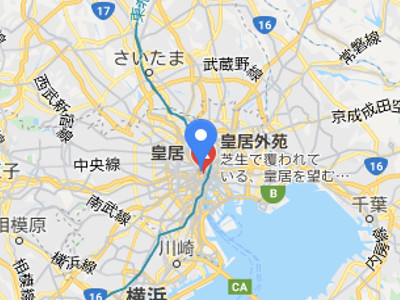 16
さいたま
武蔵野線
常磐線
西武新宿線
京成成田空
皇居
皇居外苑
芝生で覆われて
いる、皇居を望む…
中央線
16
王子
B
千葉
南武線
相模原
川崎
内房線
横浜線
相模線
CA
16
横浜